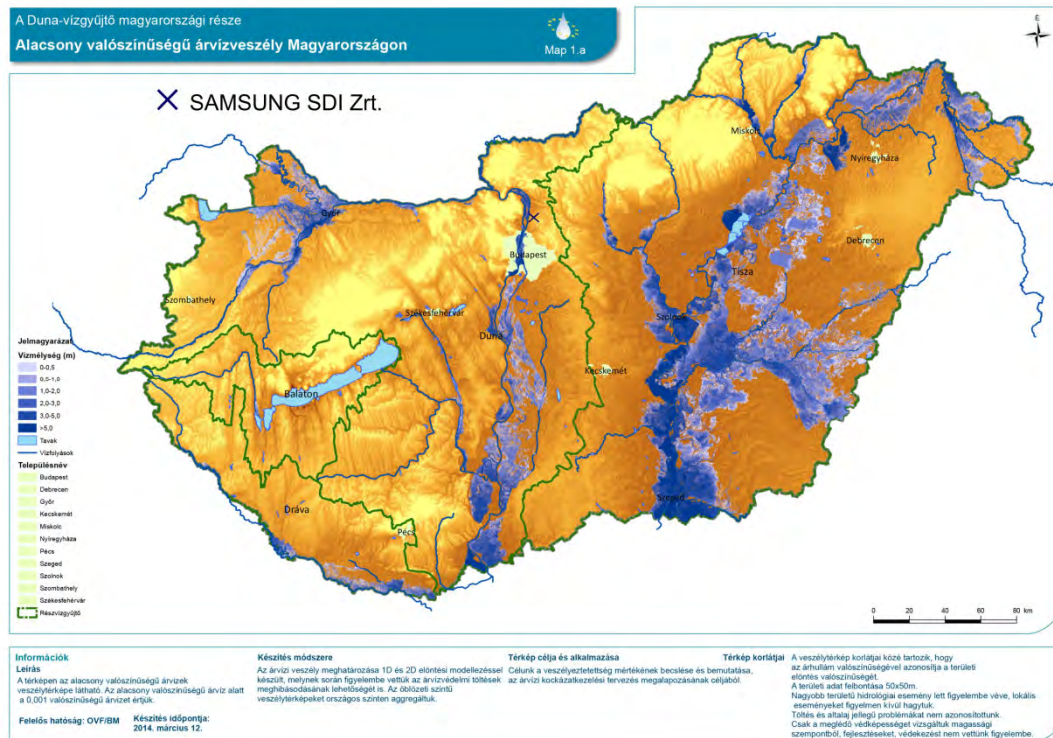 A Duna-vízgyűjtő magyarországi része
Alacsony valószínűségű árvízveszély Magyarországon
Map 1.a
É
SAMSUNG SDI Zrt.
Miskolc
Nyíregyháza
Győr
Budapest
Debrecen
Tisza
Szombathely
Székesfehérvár
Duna
Szolnok
Kecskemét
Balaton
Szeged
Dráva
Pécs
Jelmagyarázat
Vízmélység (m)
0-0,5
0,5-1,0
1,0-2,0
2,0-3,0
3,0-5,0
>5,0
Tavak
Vízfolyások
Településnév
Budapest
Debrecen
Győr
Kecskemét
Miskolc
Nyíregyháza
Pécs
Szeged
Szolnok
Szombathely
Székesfehérvár
Részvízgyűjtő
0 20 40 60 80 km
Információk
Leírás
A térképen az alacsony valószínűségű árvizek
veszélytérképe látható. Az alacsony valószínűségű árvíz alatt
a 0,001 valószínűségű árvizet értjük.
Felelős hatóság: OVF/BM
Készítés időpontja:
2014. március 12.
Készítés módszere
Az árvízi veszély meghatározása 1D és 2D elöntési modellezéssel
készült, melynek során figyelembe vettük az árvízvédelmi töltések
meghibásodásának lehetőségét is. Az öblözeti szintű
veszélytérképeket országos szinten aggregáltuk.
Térkép célja és alkalmazása
Célunk a veszélyeztetettség mértékének becslése és bemutatása,
az árvízi kockázatkezelési tervezés megalapozásának céljából.
Térkép korlátjai
A veszélytérkép korlátjai közé tartozik, hogy
az árhullám valószínűségével azonosítja a területi
elöntés valószínűségét.
A területi adat felbontása 50x50m.
Nagyobb területű hidrológiai esemény lett figyelembe véve, lokális
eseményeket figyelmen kívül hagytuk.
Töltés és altalaj jellegű problémákat nem azonosítottunk.
Csak a meglédő védképességet vizsgáltuk magassági
szempontból, fejlesztéseket, védekezést nem vettünk figyelembe.